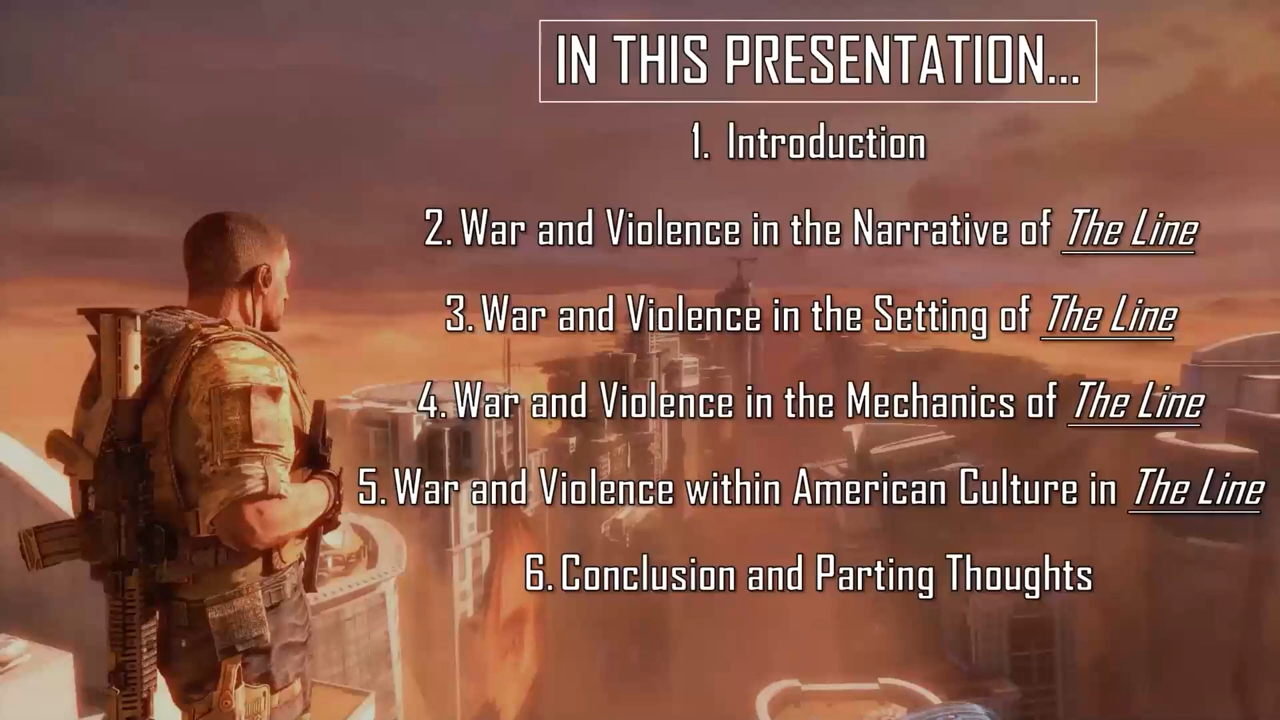 IN THIS PRESENTATION...
1. Introduction
2. War and Violence in the Narrative of The Line
3. War and Violence in the Setting of The Line
4. War and Violence in the Mechanics of The Line
5. War and Violence within American Culture in The Line
6. Conclusion and Parting Thoughts